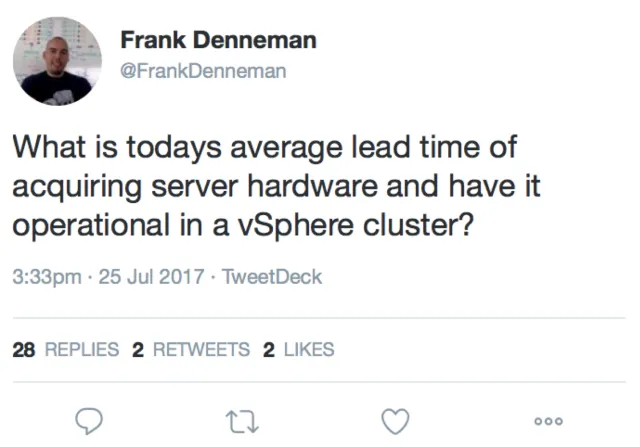 Frank Denneman
@FrankDenneman
What is todays average lead time of
acquiring server hardware and have it
operational in a vSphere cluster?
3:33pm · 25 Jul 2017 · TweetDeck
28 REPLIES 2 RETWEETS 2 LIKES